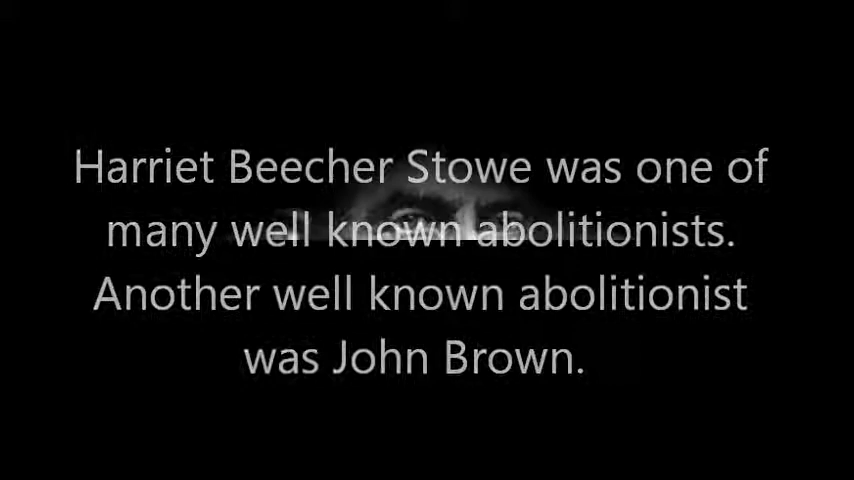 Harriet Beecher Stowe was one of
many well known abolitionists.
Another well known abolitionist
was John Brown.